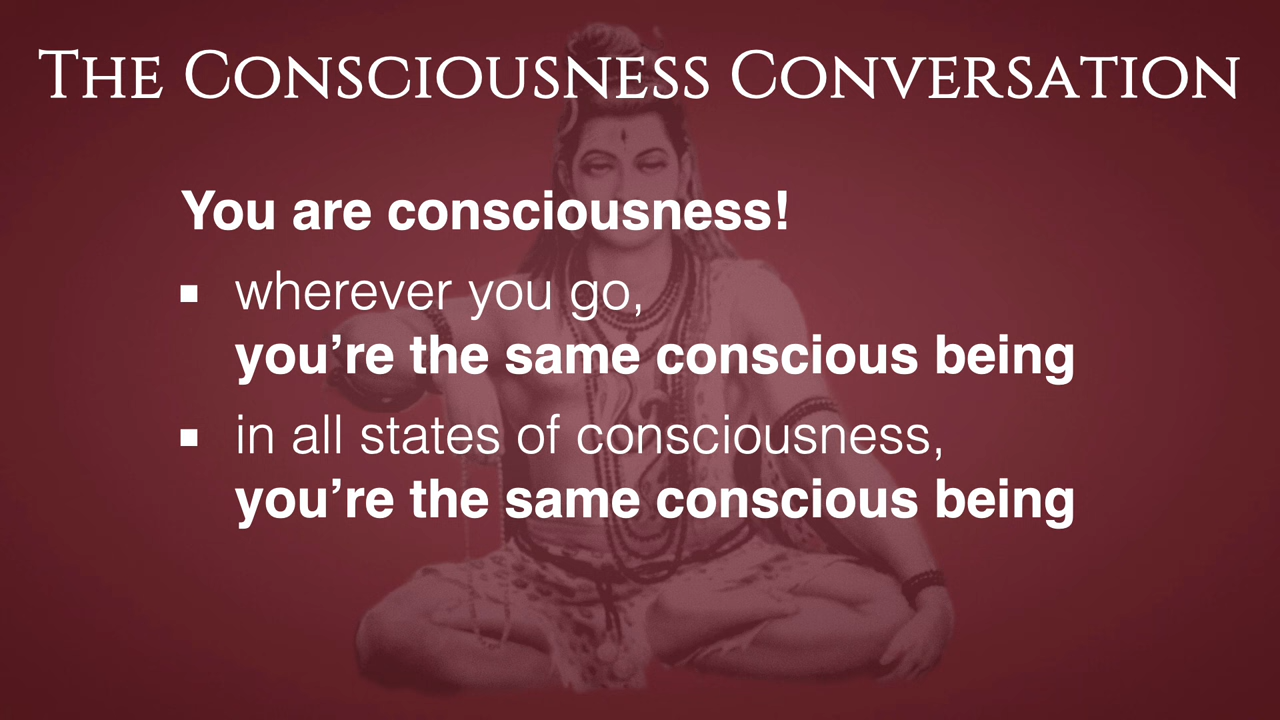 The Consciousness Conversation
You are consciousness!
▪ wherever you go,
you’re the same conscious being
▪ in all states of consciousness,
you’re the same conscious being